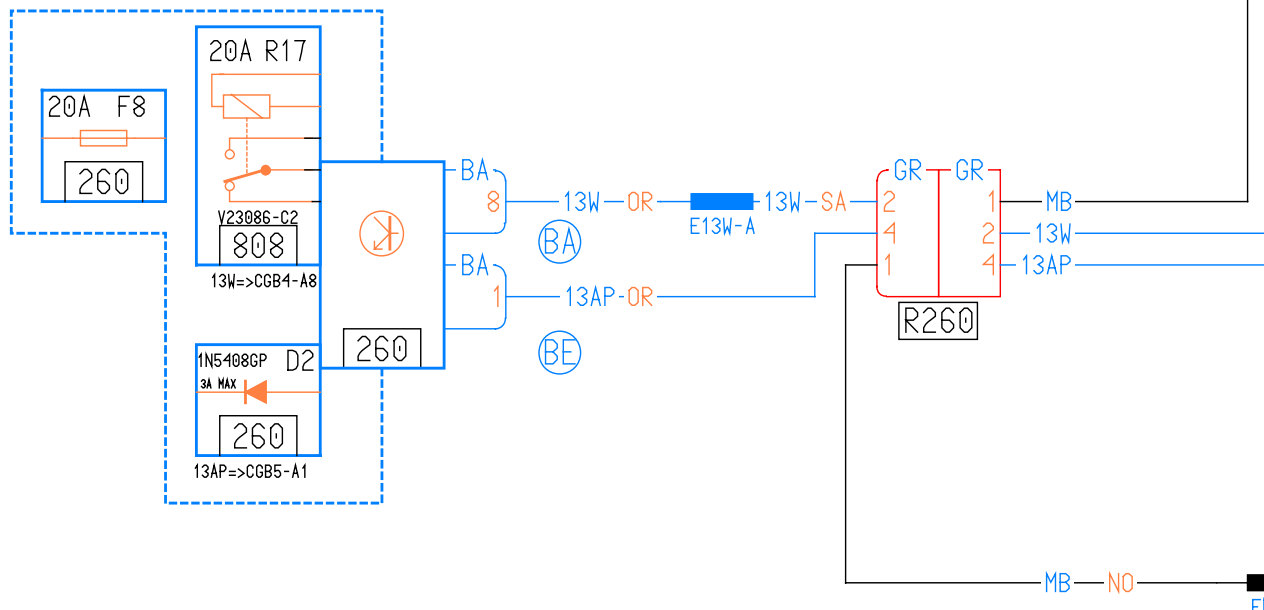 20A R17
20A F8
260
V23086-C2
808
13W=>CGB4-A8
1N5408GP D2
3A MAX
260
13AP=>CGB5-A1
260
BA
8
13W OR
BA
E13W-A
13W SA
BA
1
13AP OR
BE
GR GR
2
4
1
1
2
4
R260
MB
13W
13AP
MB NO